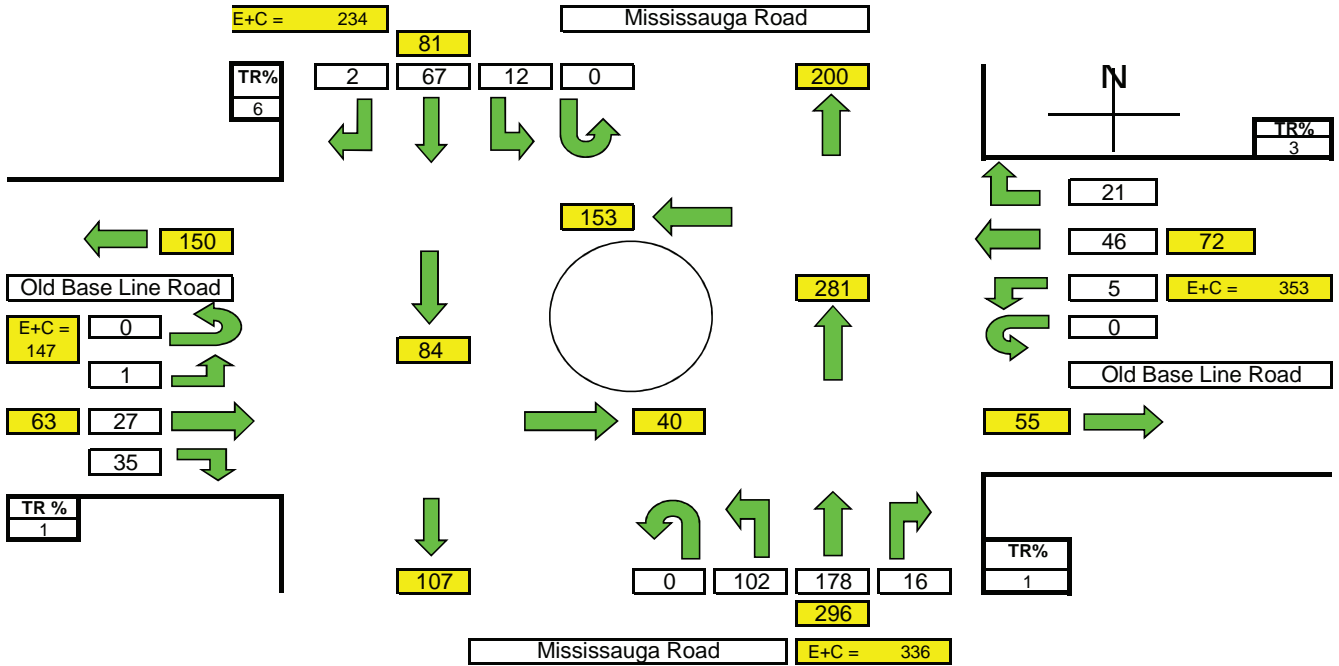 E+C = 234
Mississauga Road
81
TR%
6
2 67 12 0
200
N
TR%
3
21
153
150
46 72
Old Base Line Road
281
5 E+C = 353
E+C =
147
0
0
84
1
Old Base Line Road
63 27
40
55
35
TR %
1
TR%
1
107
0 102 178 16
296
Mississauga Road
E+C = 336